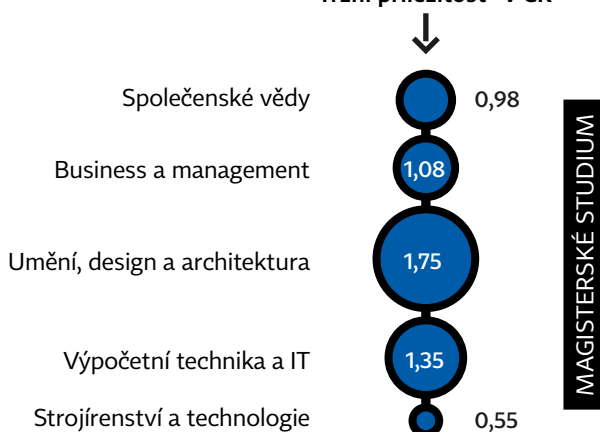 Společenské vědy 0,98
Business a management 1,08
Umění, design a architektura 1,75
Výpočetní technika a IT 1,35
Strojírenství a technologie 0,55
MAGISTERSKÉ STUDIUM